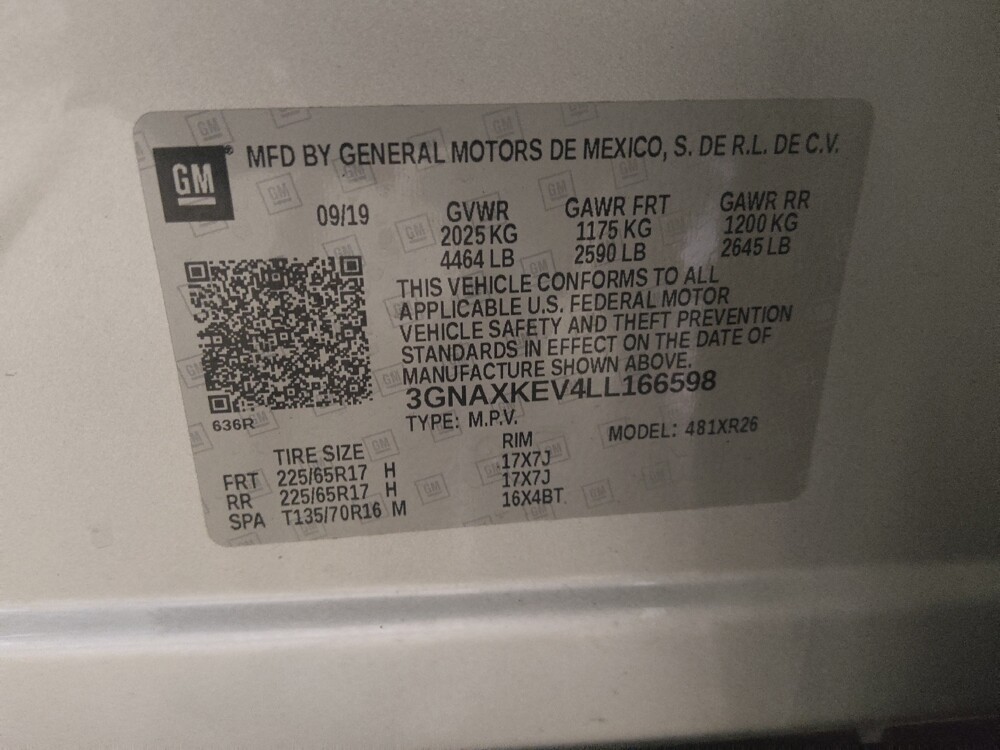 GM
MFD BY GENERAL MOTORS DE MEXICO, S. DE R.L. DE C.V.
09/19 GVWR GAWR FRT GAWR RR
2025 KG 1175 KG 1200 KG
4464 LB 2590 LB 2645 LB
THIS VEHICLE CONFORMS TO ALL
APPLICABLE U.S. FEDERAL MOTOR
VEHICLE SAFETY AND THEFT PREVENTION
STANDARDS IN EFFECT ON THE DATE OF
MANUFACTURE SHOWN ABOVE.
3GNAXKEV4LL166598
636R
TYPE: M.P.V. MODEL: 481XR26
TIRE SIZE RIM
FRT 225/65R17 H 17X7J
RR 225/65R17 H 17X7J
SPA T135/70R16 M 16X4BT